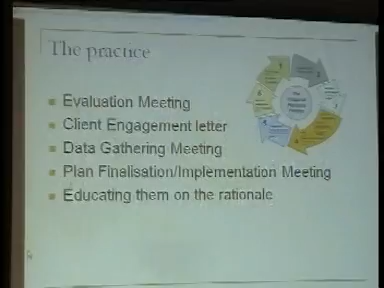 The practice
Evaluation Meeting
Client Engagement letter
Data Gathering Meeting
Plan Finalisation/Implementation Meeting
Educating them on the rationale